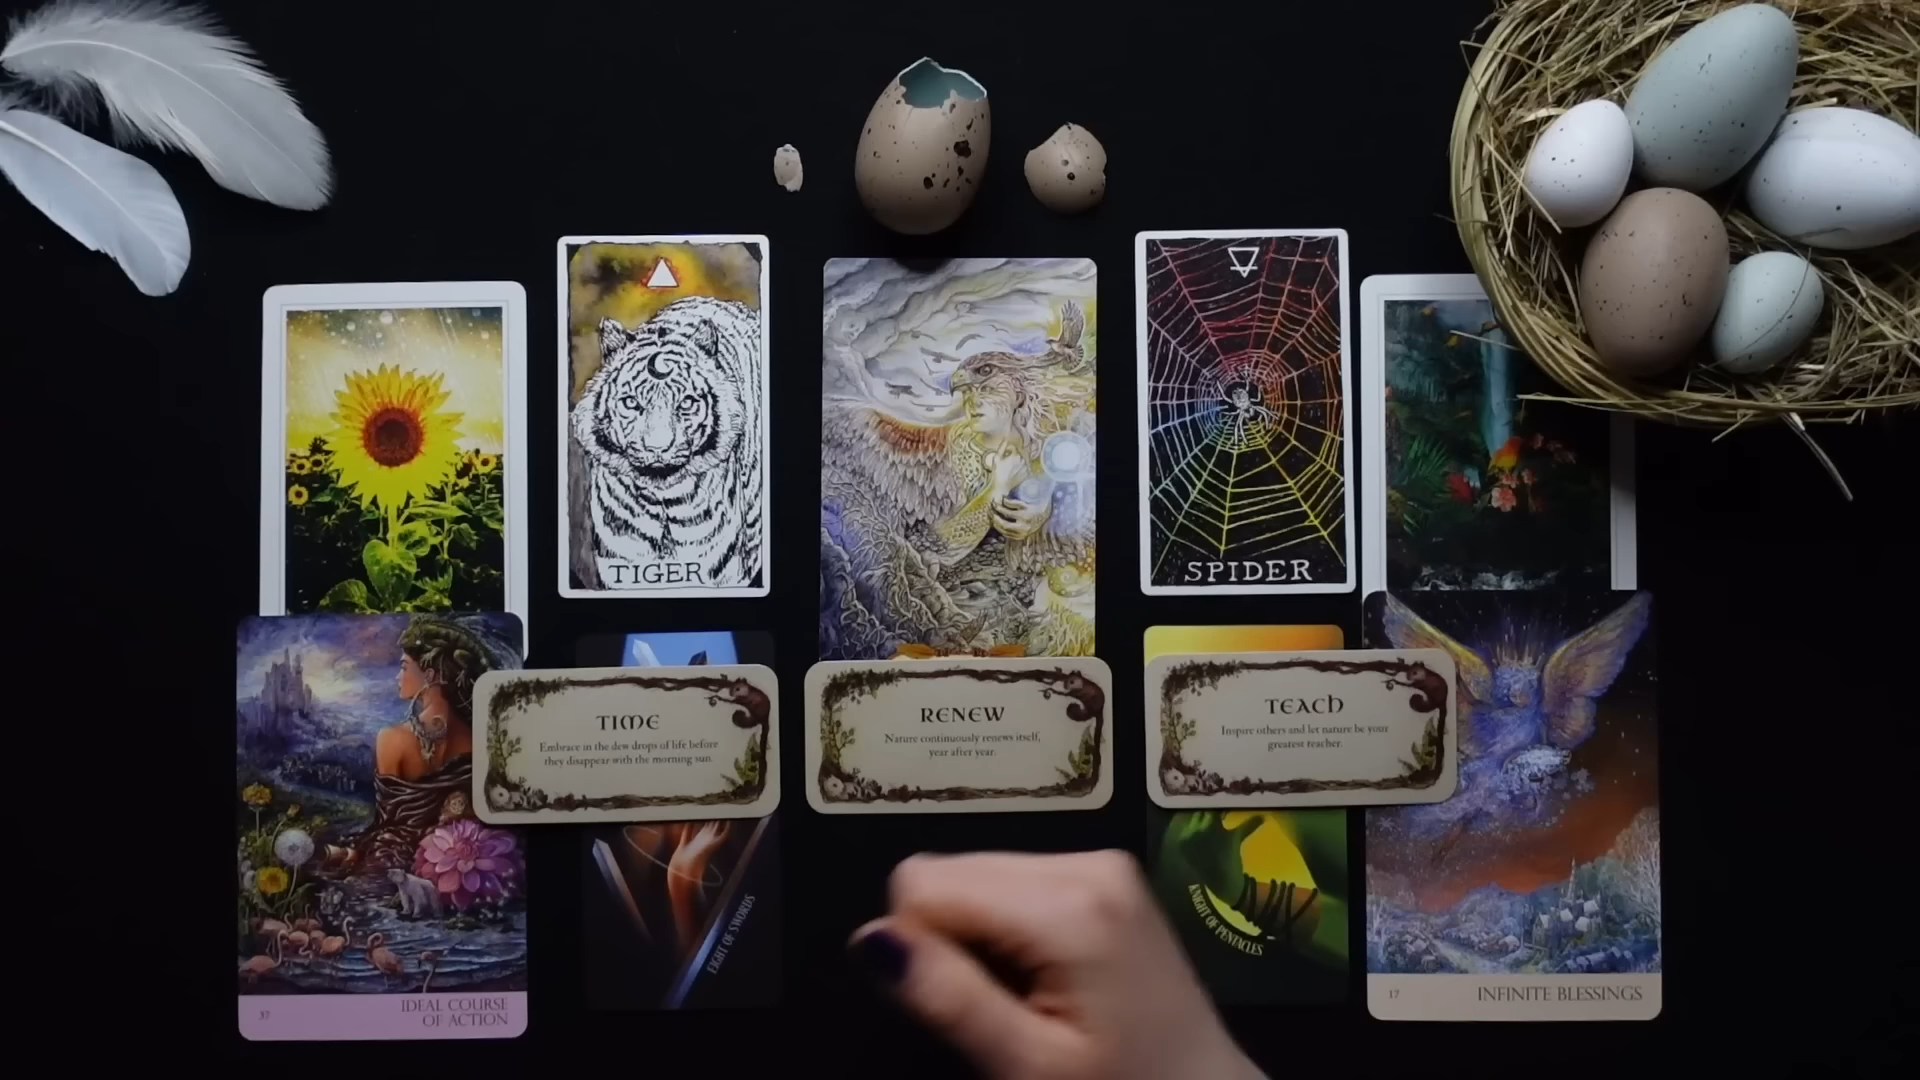 TIGER
SPIDER
TIME
Embrace in the dew drops of life before
they disappear with the morning sun.
RENEW
Nature continuously renews itself,
year after year.
TEACH
Inspire others and let nature be your
greatest teacher.
EIGHT OF SWORDS
KNIGHT OF PENTACLES
37
IDEAL COURSE
OF ACTION
17
INFINITE BLESSINGS